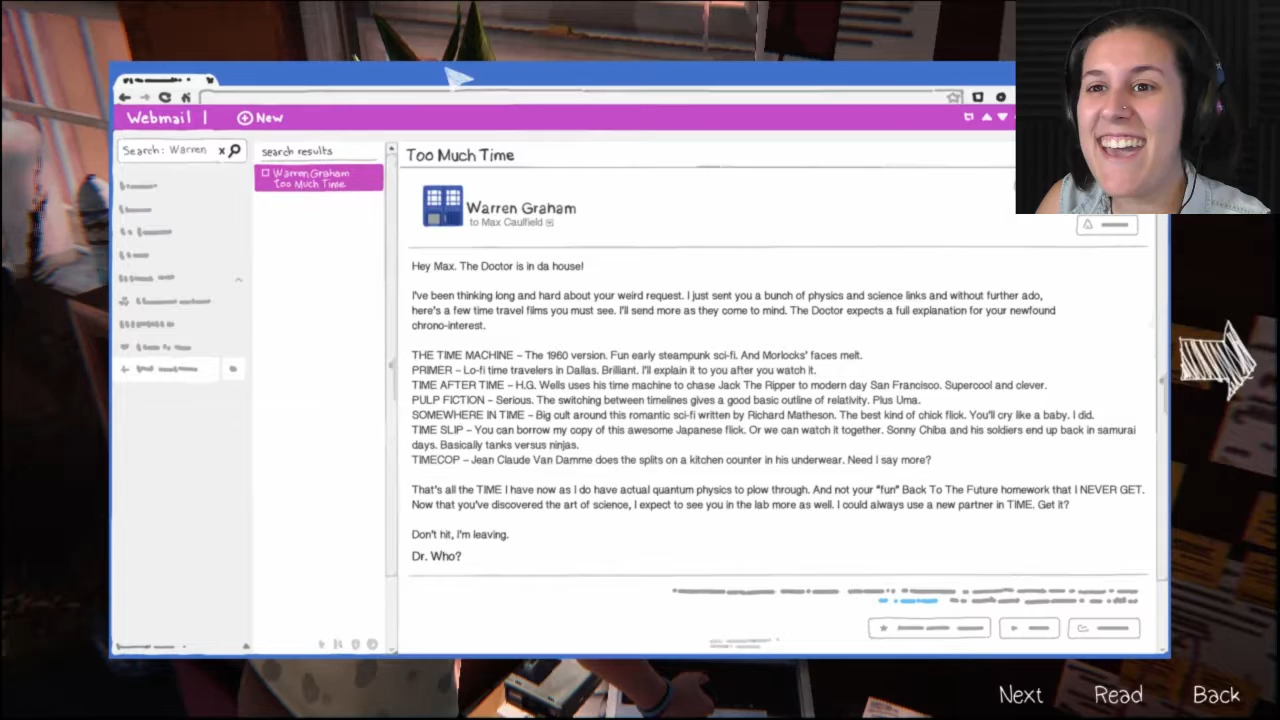 Webmail |
New
Search: Warren x
search results
Warren Graham
Too Much Time
Too Much Time
Warren Graham
to Max Caulfield
Hey Max. The Doctor is in da house!
I've been thinking long and hard about your weird request. I just sent you a bunch of physics and science links and without further ado,
here's a few time travel films you must see. I'll send more as they come to mind. The Doctor expects a full explanation for your newfound
chrono-interest.
THE TIME MACHINE – The 1960 version. Fun early steampunk sci-fi. And Morlocks' faces melt.
PRIMER – Lo-fi time travelers in Dallas. Brilliant. I'll explain it to you after you watch it.
TIME AFTER TIME – H.G. Wells uses his time machine to chase Jack The Ripper to modern day San Francisco. Supercool and clever.
PULP FICTION – Serious. The switching between timelines gives a good basic outline of relativity. Plus Uma.
SOMEWHERE IN TIME – Big cult around this romantic sci-fi written by Richard Matheson. The best kind of chick flick. You'll cry like a baby. I did.
TIME SLIP – You can borrow my copy of this awesome Japanese flick. Or we can watch it together. Sonny Chiba and his soldiers end up back in samurai
days. Basically tanks versus ninjas.
TIMECOP – Jean Claude Van Damme does the splits on a kitchen counter in his underwear. Need I say more?
That's all the TIME I have now as I do have actual quantum physics to plow through. And not your "fun" Back To The Future homework that I NEVER GET.
Now that you've discovered the art of science, I expect to see you in the lab more as well. I could always use a new partner in TIME. Get it?
Don't hit, I'm leaving.
Dr. Who?
Next
Read
Back